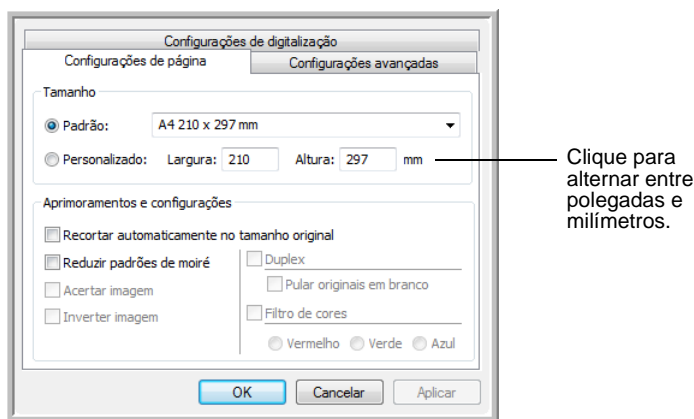 Configurações de digitalização
Configurações de página
Configurações avançadas
Tamanho
Padrão:
A4 210 x 297 mm
Personalizado:
Largura:
210
Altura:
297
mm
Clique para
alternar entre
polegadas e
milímetros.
Aprimoramentos e configurações
Recortar automaticamente no tamanho original
Reduzir padrões de moiré
Acertar imagem
Inverter imagem
Duplex
Pular originais em branco
Filtro de cores
Vermelho
Verde
Azul
OK
Cancelar
Aplicar